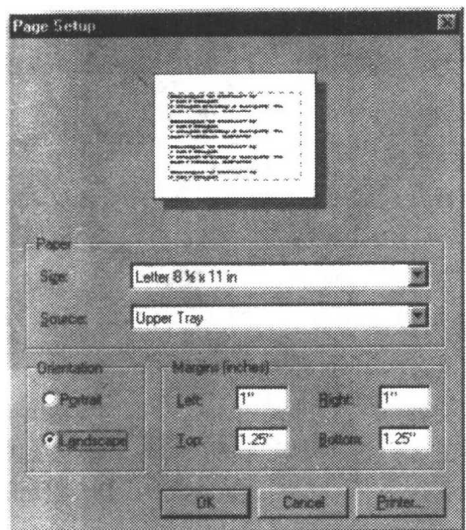 Page Setup
Paper
Size: Letter 8 ½ x 11 in
Source: Upper Tray
Orientation
Portrait
Landscape
Margins (inches)
Left: 1" Right: 1"
Top: 1.25" Bottom: 1.25"
OK Cancel Printer...